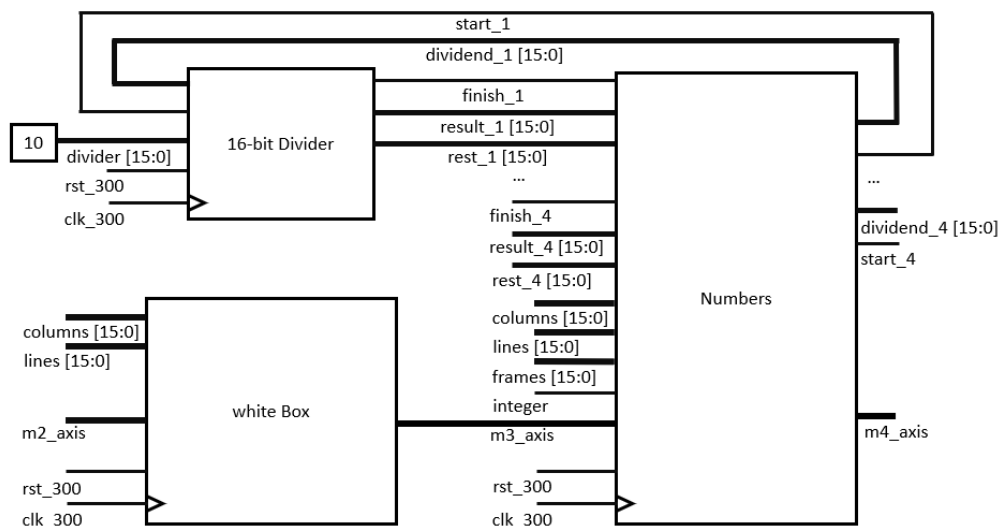 start_1
dividend_1 [15:0]
finish_1
10
16-bit Divider
result_1 [15:0]
divider [15:0]
rest_1 [15:0]
...
...
rst_300
clk_300
finish_4
dividend_4 [15:0]
result_4 [15:0]
start_4
rest_4 [15:0]
Numbers
columns [15:0]
columns [15:0]
lines [15:0]
lines [15:0]
frames [15:0]
white Box
integer
m2_axis
m3_axis
m4_axis
rst_300
rst_300
clk_300
clk_300